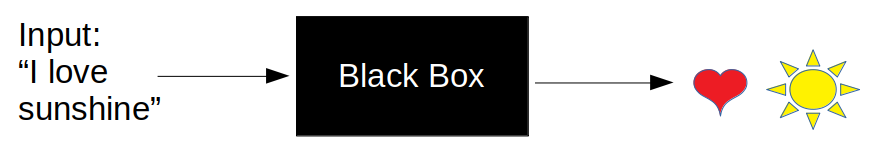 Input:
“I love
sunshine”
Black Box